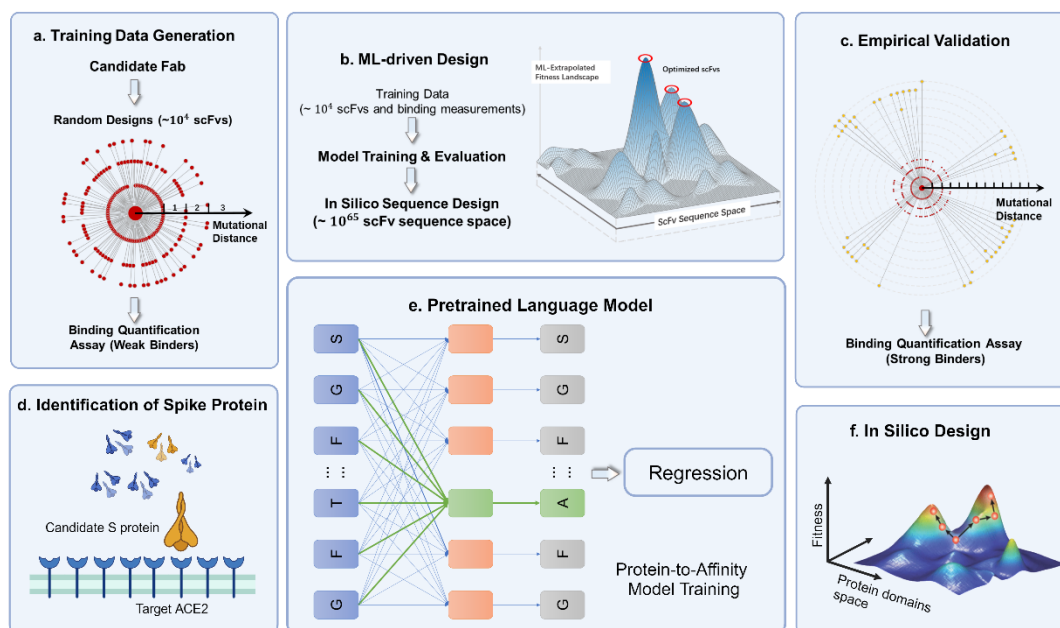 a. Training Data Generation
Candidate Fab
Random Designs (~10⁴ scFvs)
1 2 3
Mutational
Distance
Binding Quantification
Assay (Weak Binders)
b. ML-driven Design
Training Data
(~ 10⁴ scFvs and binding measurements)
Model Training & Evaluation
In Silico Sequence Design
(~ 10⁶⁵ scFv sequence space)
ML-Extrapolated
Fitness Landscape
Optimized scFvs
ScFv Sequence Space
c. Empirical Validation
Mutational
Distance
Binding Quantification Assay
(Strong Binders)
d. Identification of Spike Protein
Candidate S protein
Target ACE2
e. Pretrained Language Model
S S
G G
F F
... ...
T A
F F
G G
Regression
Protein-to-Affinity
Model Training
f. In Silico Design
Fitness
Protein domains
space